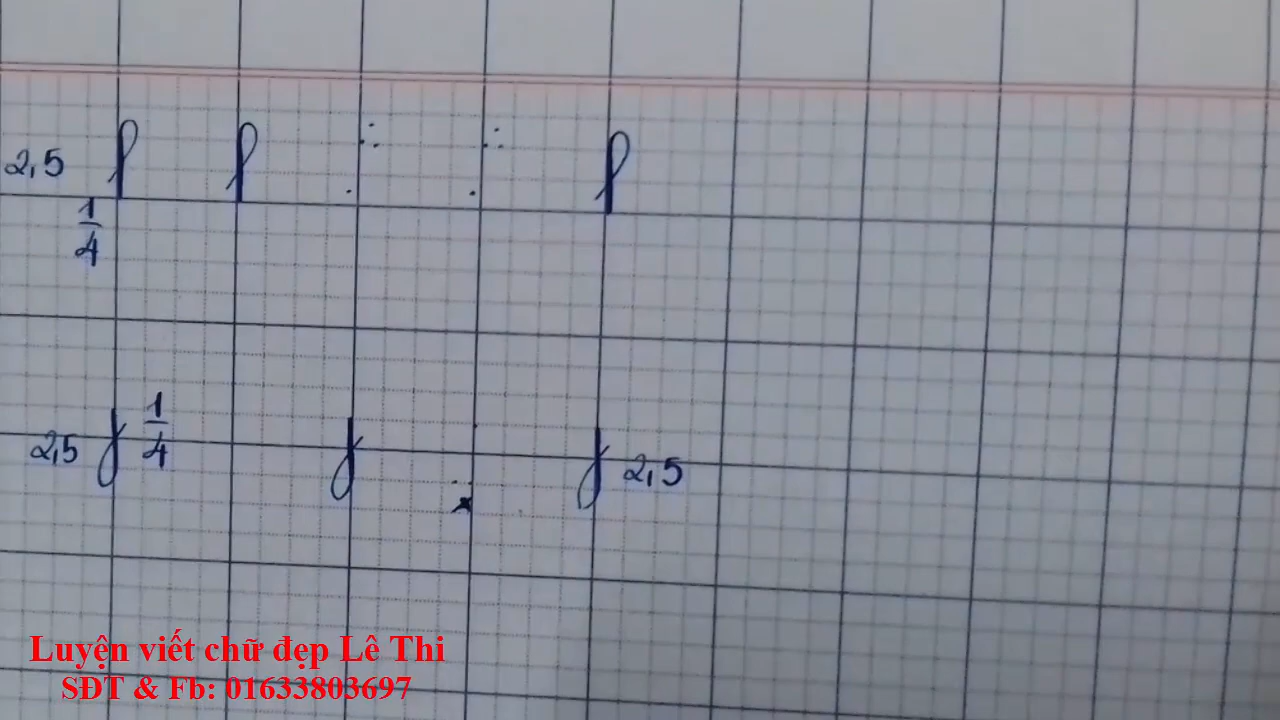 2,5
1/4
2,5 1/4 2,5
Luyện viết chữ đẹp Lê Thi
SĐT & Fb: 01633803697